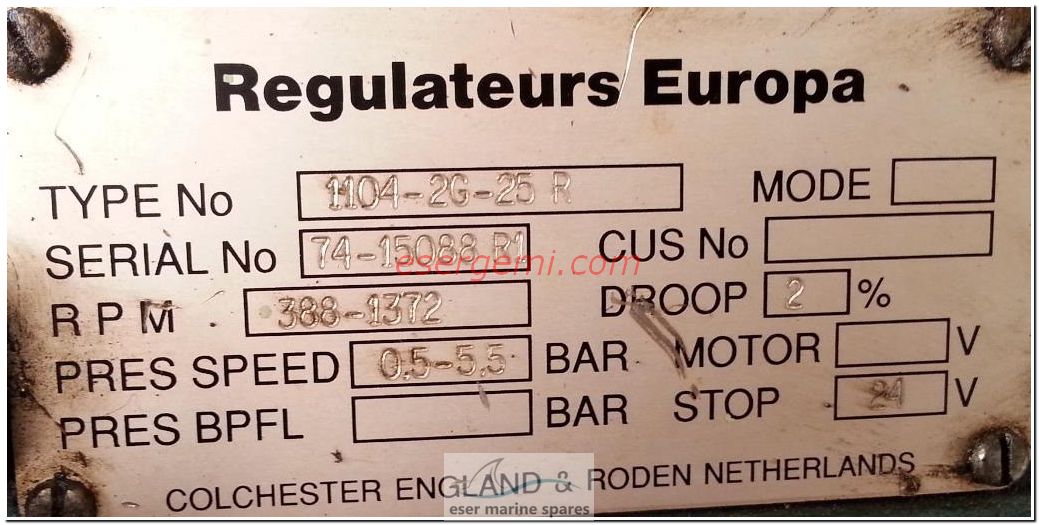 Regulateurs Europa
TYPE No 1104-2G-25 R MODE
SERIAL No 74-15088 R1 CUS No
esergemi.com
R P M 388-1372 DROOP 2 %
PRES SPEED 0.5-5.5 BAR MOTOR V
PRES BPFL BAR STOP 24 V
COLCHESTER ENGLAND & RODEN NETHERLANDS
eser marine spares